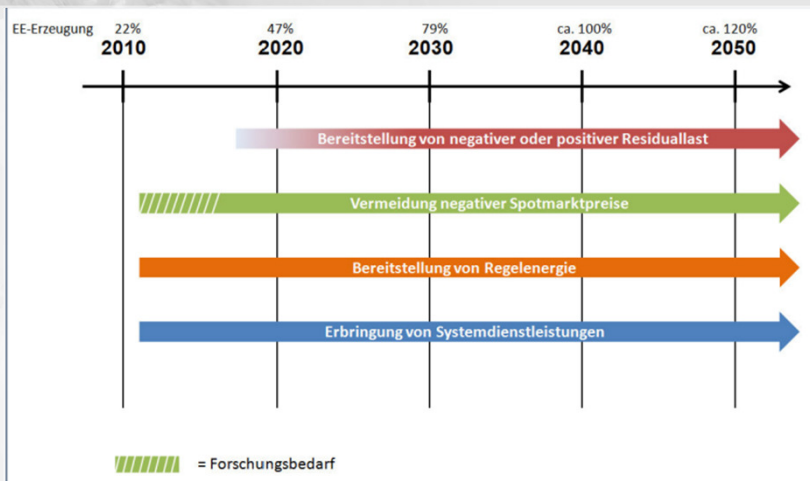 EE-Erzeugung 22% 47% 79% ca. 100% ca. 120%
2010 2020 2030 2040 2050
Bereitstellung von negativer oder positiver Residuallast
Vermeidung negativer Spotmarktpreise
Bereitstellung von Regelenergie
Erbringung von Systemdienstleistungen
= Forschungsbedarf